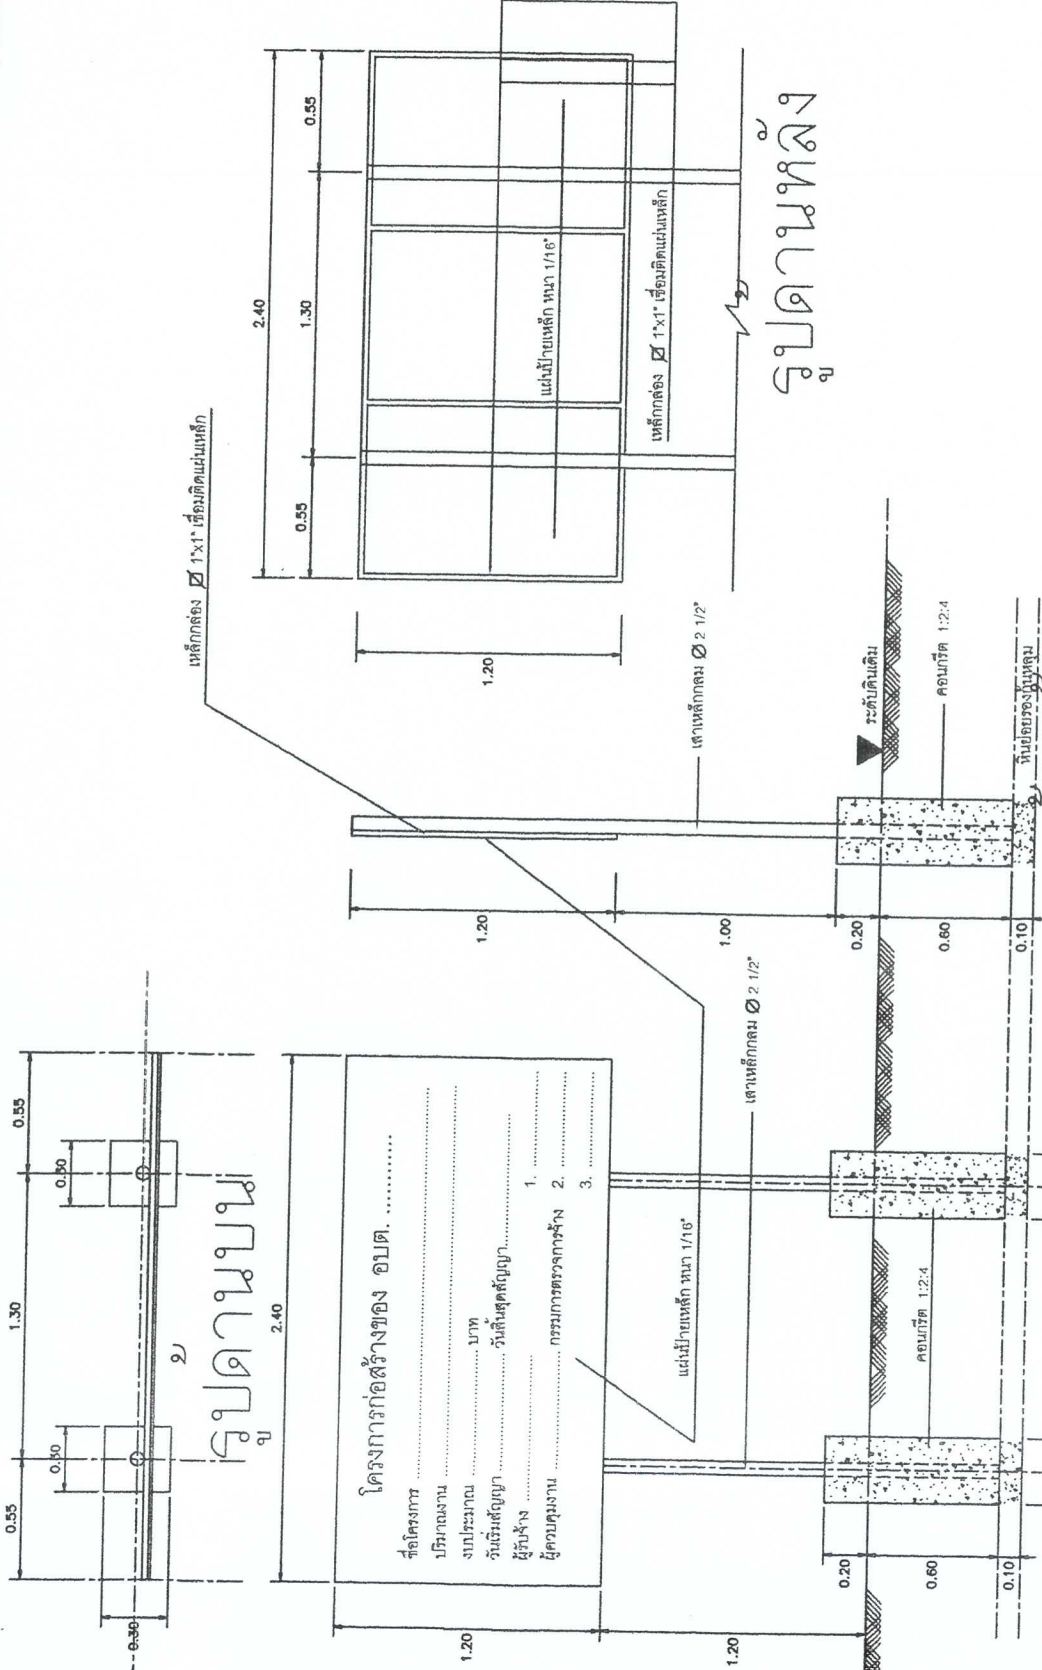 0.55
1.30
0.55
0.30
0.30
0.30
รูปด้านบน
2.40
โครงการก่อสร้างของ อบต. ............
ชื่อโครงการ ............
ปริมาณงาน ............
งบประมาณ ............ บาท
วันเริ่มสัญญา ............ วันสิ้นสุดสัญญา ............
ผู้รับจ้าง ............ 1. ............
ผู้ควบคุมงาน ............ กรรมการตรวจการจ้าง 2. ............
3. ............
1.20
1.20
แผ่นป้ายเหล็ก หนา 1/16"
เสาเหล็กกลม Ø 2 1/2"
คอนกรีต 1:2:4
0.20
0.60
0.10
เหล็กกล่อง 1"x1" เชื่อมติดแผ่นเหล็ก
1.20
1.00
0.20
0.60
0.10
เสาเหล็กกลม Ø 2 1/2"
ระดับดินเดิม
คอนกรีต 1:2:4
หินย่อยรองก้นหลุม
2.40
0.55
1.30
0.55
1.20
แผ่นป้ายเหล็ก หนา 1/16"
เหล็กกล่อง 1"x1" เชื่อมติดแผ่นเหล็ก
รูปด้านหลัง